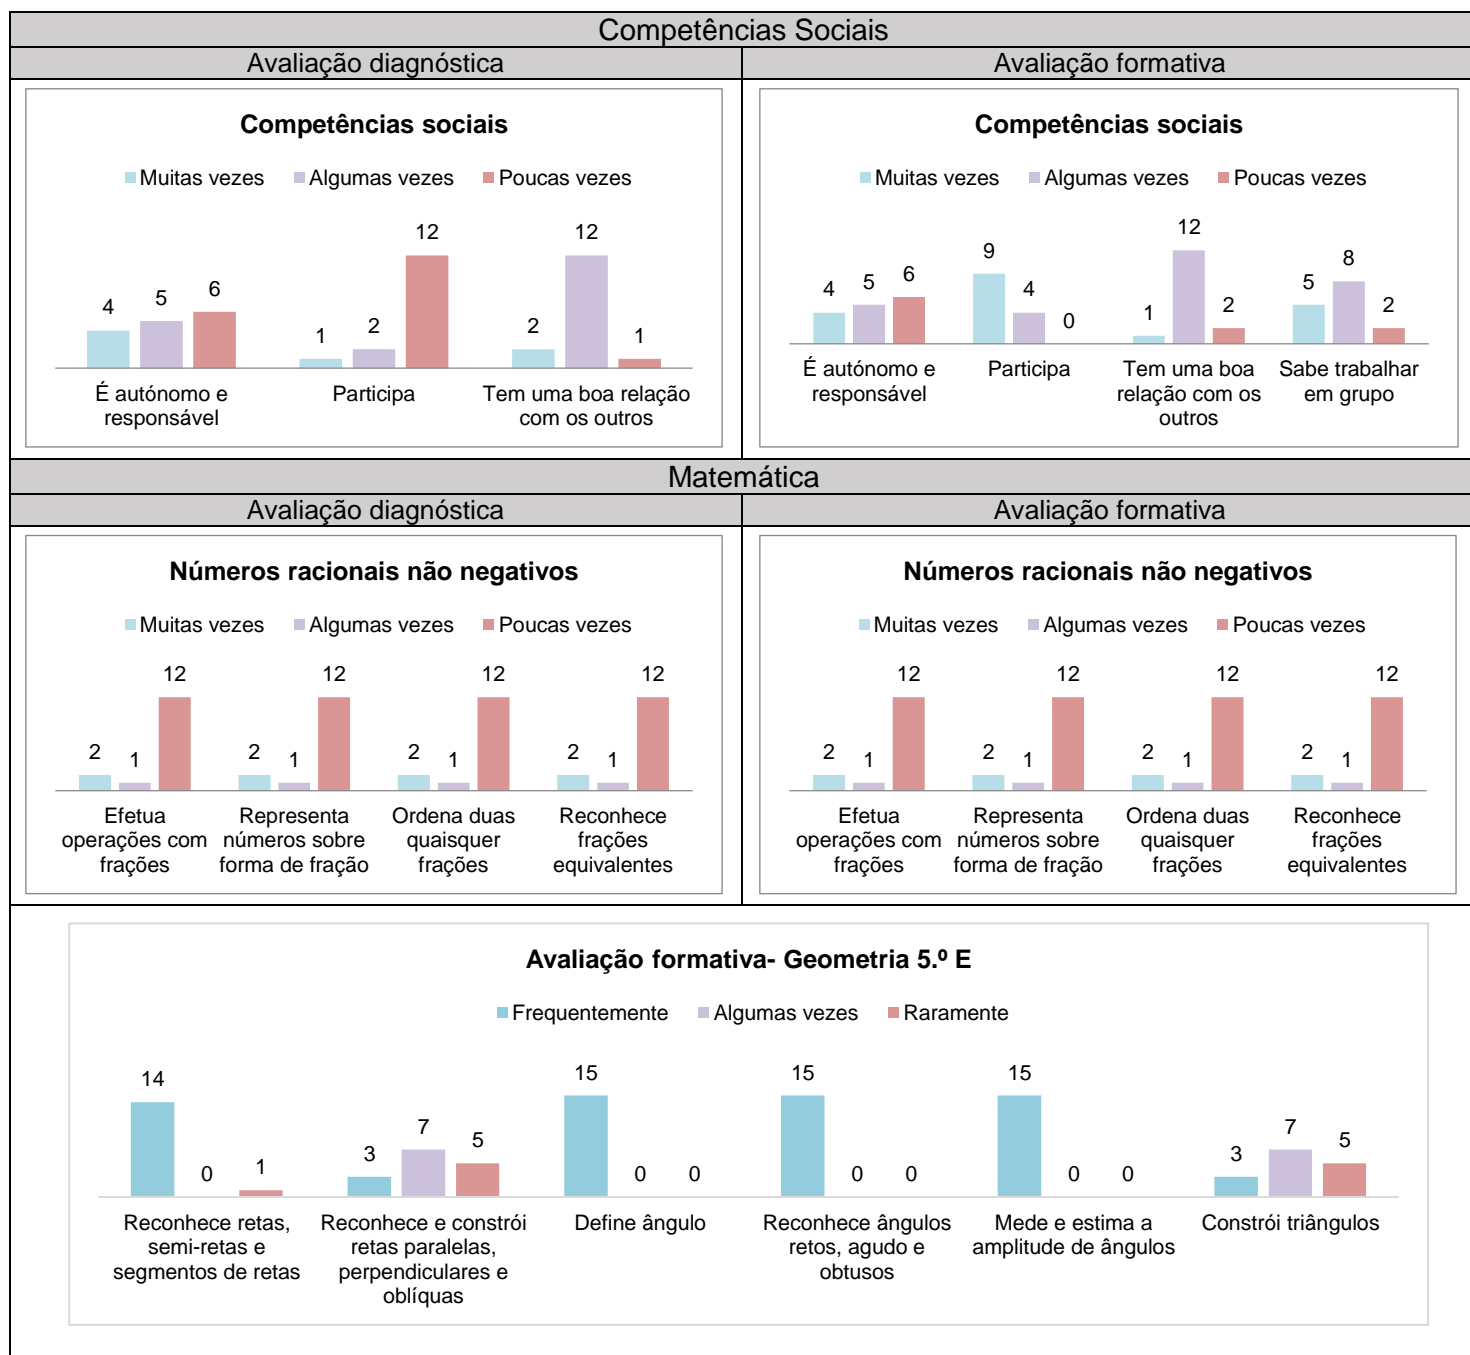 Competências Sociais
Avaliação diagnóstica
Avaliação formativa
Competências sociais
Muitas vezes Algumas vezes Poucas vezes
4 5 6 1 2 12 2 12 1
É autónomo e
responsável
Participa
Tem uma boa relação
com os outros
Competências sociais
Muitas vezes Algumas vezes Poucas vezes
4 5 6 9 4 0 1 12 2 5 8 2
É autónomo e
responsável
Participa
Tem uma boa
relação com os
outros
Sabe trabalhar
em grupo
Matemática
Avaliação diagnóstica
Avaliação formativa
Números racionais não negativos
Muitas vezes Algumas vezes Poucas vezes
2 1 12 2 1 12 2 1 12 2 1 12
Efetua
operações com
frações
Representa
números sobre
forma de fração
Ordena duas
quaisquer
frações
Reconhece
frações
equivalentes
Números racionais não negativos
Muitas vezes Algumas vezes Poucas vezes
2 1 12 2 1 12 2 1 12 2 1 12
Efetua
operações com
frações
Representa
números sobre
forma de fração
Ordena duas
quaisquer
frações
Reconhece
frações
equivalentes
Avaliação formativa- Geometria 5.º E
Frequentemente Algumas vezes Raramente
14 0 1 3 7 5 15 0 0 15 0 0 15 0 0 3 7 5
Reconhece retas,
semi-retas e
segmentos de retas
Reconhece e constrói
retas paralelas,
perpendiculares e
oblíquas
Define ângulo
Reconhece ângulos
retos, agudo e
obtusos
Mede e estima a
amplitude de ângulos
Constrói triângulos